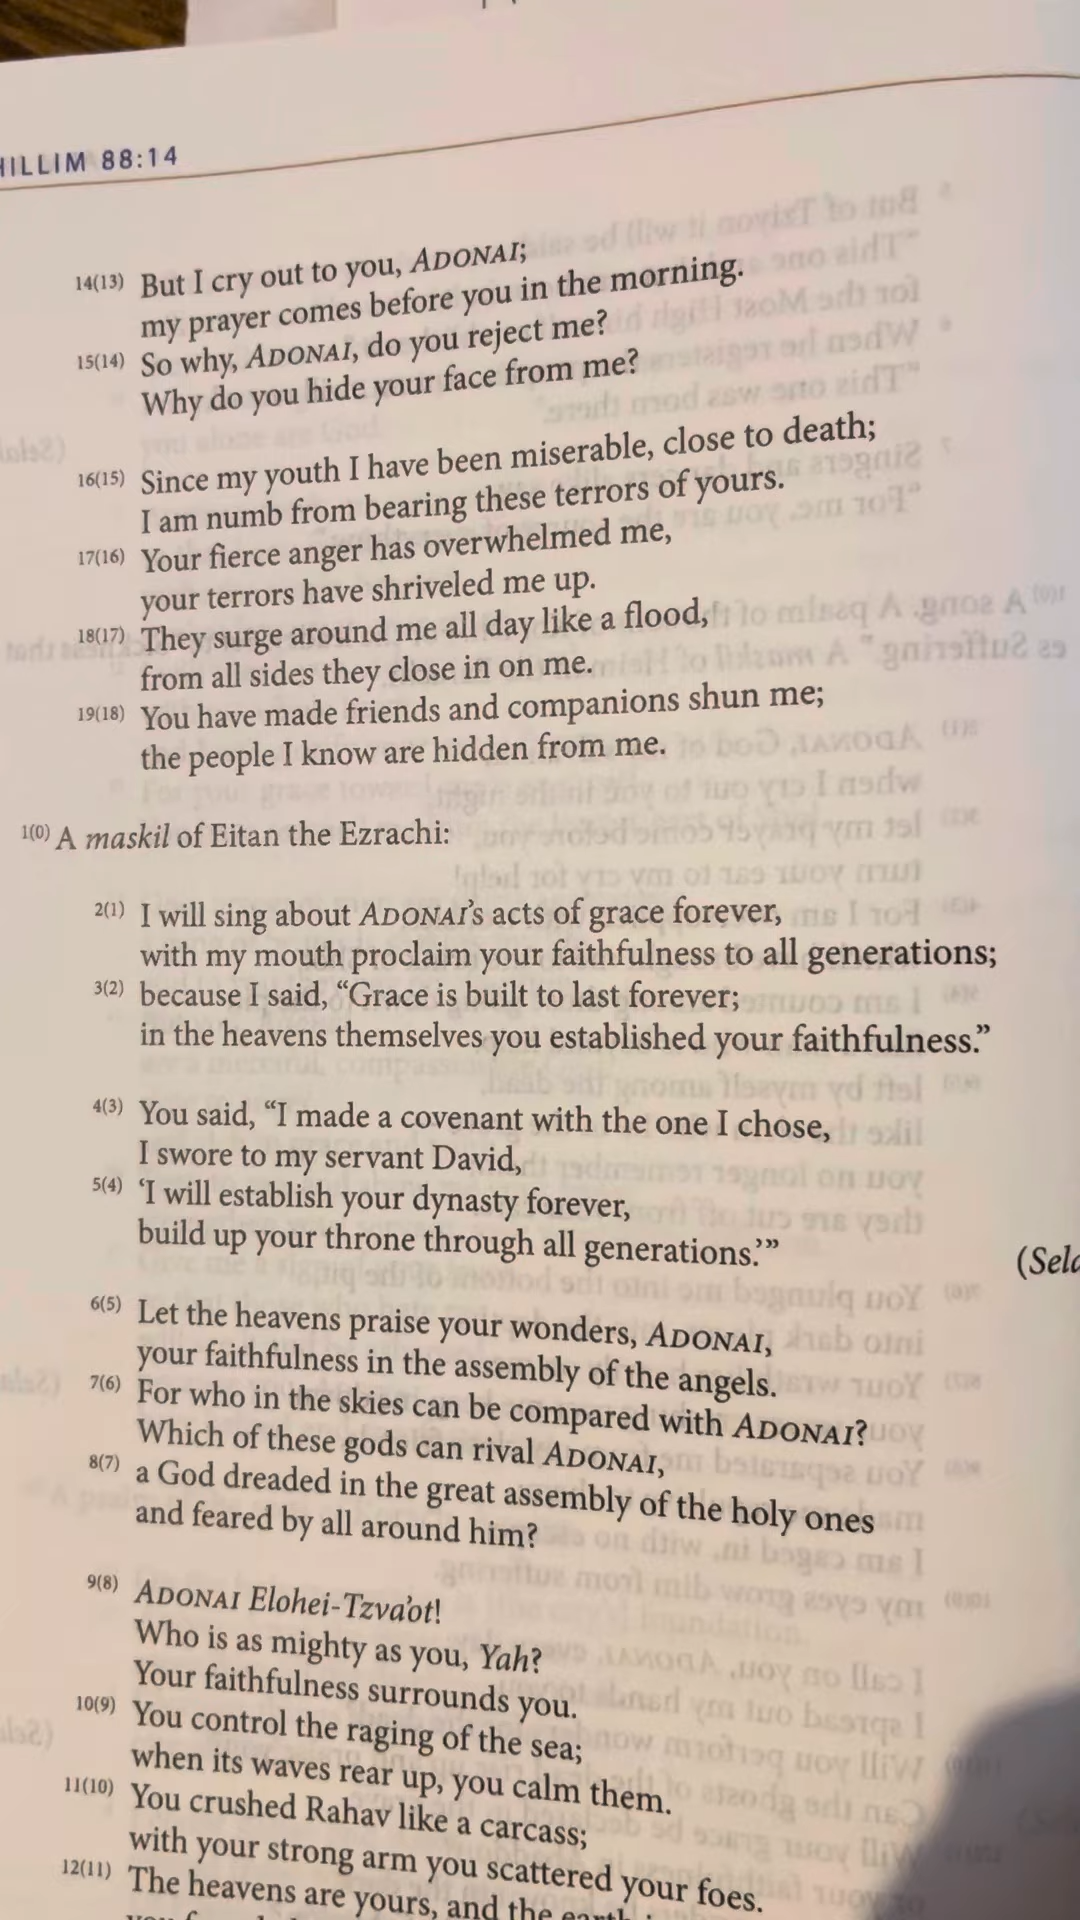 HILLIM 88:14
14(13) But I cry out to you, ADONAI;
my prayer comes before you in the morning.
15(14) So why, ADONAI, do you reject me?
Why do you hide your face from me?
16(15) Since my youth I have been miserable, close to death;
I am numb from bearing these terrors of yours.
17(16) Your fierce anger has overwhelmed me,
your terrors have shriveled me up.
18(17) They surge around me all day like a flood,
from all sides they close in on me.
19(18) You have made friends and companions shun me;
the people I know are hidden from me.
1(0) A maskil of Eitan the Ezrachi:
2(1) I will sing about ADONAI's acts of grace forever,
with my mouth proclaim your faithfulness to all generations;
3(2) because I said, “Grace is built to last forever;
in the heavens themselves you established your faithfulness.”
4(3) You said, “I made a covenant with the one I chose,
I swore to my servant David,
5(4) ‘I will establish your dynasty forever,
build up your throne through all generations.’”
(Sela
6(5) Let the heavens praise your wonders, ADONAI,
your faithfulness in the assembly of the angels.
7(6) For who in the skies can be compared with ADONAI?
Which of these gods can rival ADONAI,
8(7) a God dreaded in the great assembly of the holy ones
and feared by all around him?
9(8) ADONAI Elohei-Tzva'ot!
Who is as mighty as you, Yah?
Your faithfulness surrounds you.
10(9) You control the raging of the sea;
when its waves rear up, you calm them.
11(10) You crushed Rahav like a carcass;
with your strong arm you scattered your foes.
12(11) The heavens are yours, and the earth